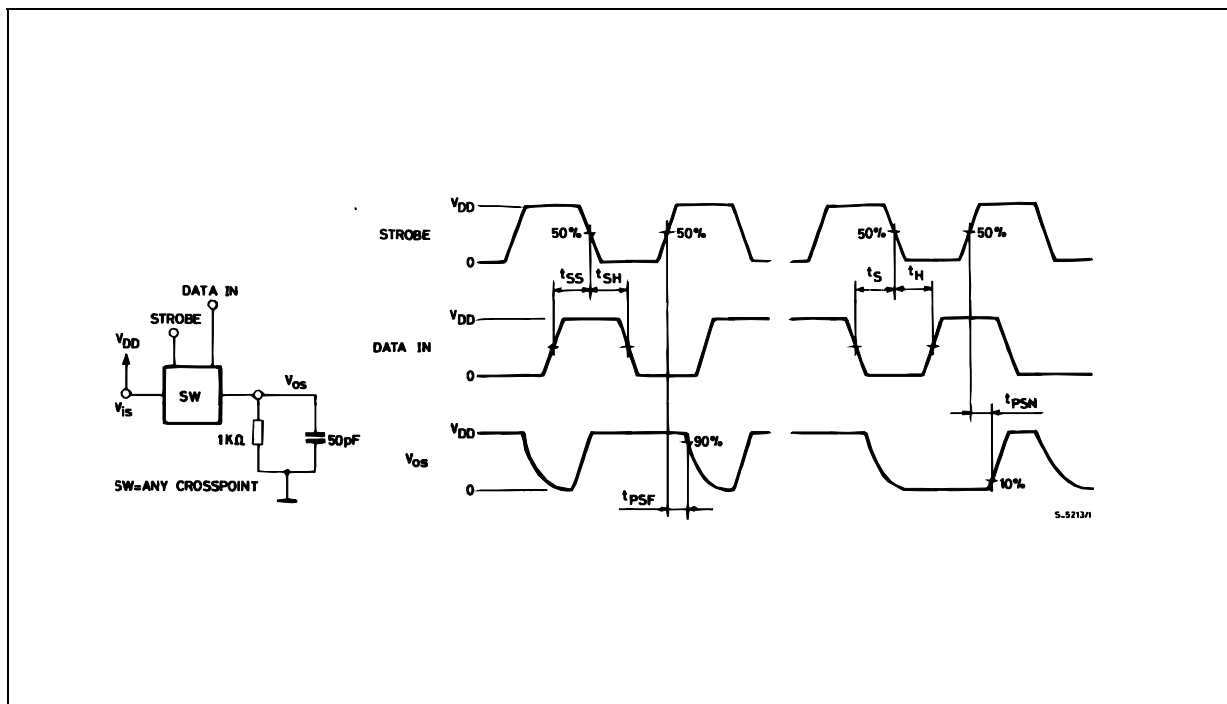 DATA IN
STROBE
VDD
Vis
SW
Vos
1KΩ
50pF
SW=ANY CROSSPOINT
STROBE
VDD
0
50%
50%
50%
50%
tSS
tSH
tS
tH
DATA IN
VDD
0
tPSN
Vos
VDD
0
90%
10%
tPSF
S-5213/1